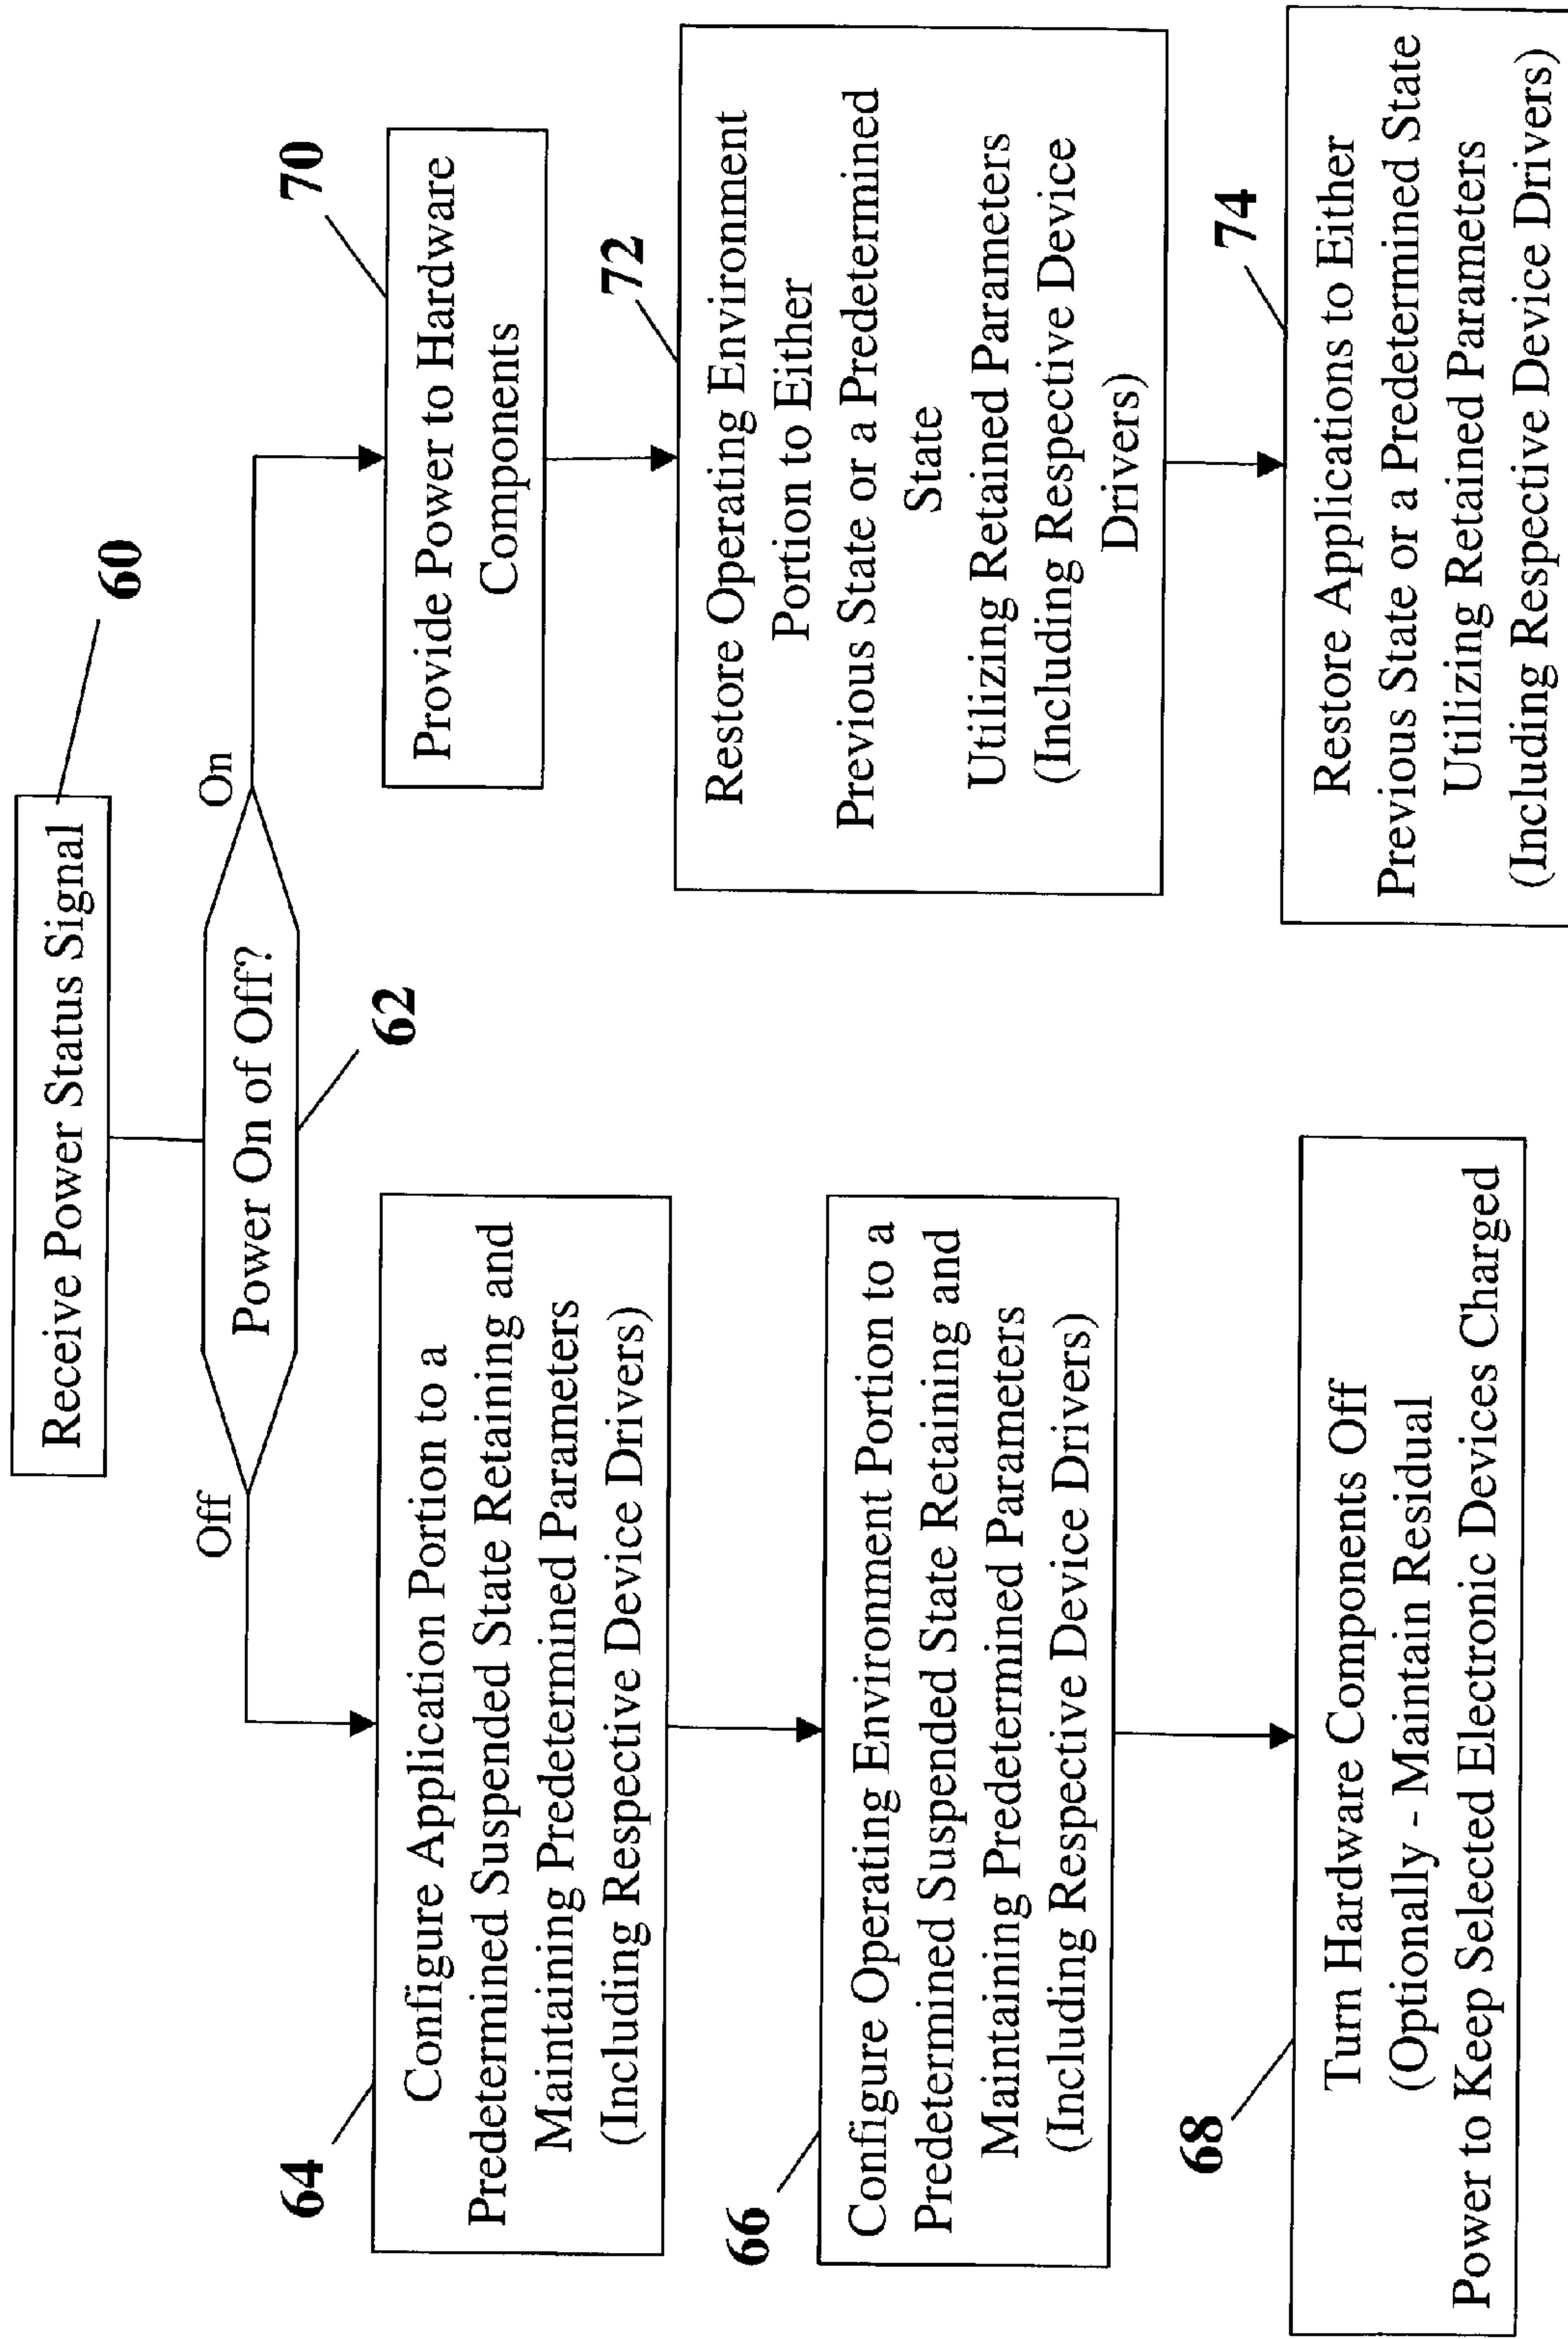 Receive Power Status Signal
60
Power On of Off?
62
Off
On
64
Configure Application Portion to a
Predetermined Suspended State Retaining and
Maintaining Predetermined Parameters
(Including Respective Device Drivers)
66
Configure Operating Environment Portion to a
Predetermined Suspended State Retaining and
Maintaining Predetermined Parameters
(Including Respective Device Drivers)
68
Turn Hardware Components Off
(Optionally - Maintain Residual
Power to Keep Selected Electronic Devices Charged
70
Provide Power to Hardware
Components
72
Restore Operating Environment
Portion to Either
Previous State or a Predetermined
State
Utilizing Retained Parameters
(Including Respective Device
Drivers)
74
Restore Applications to Either
Previous State or a Predetermined State
Utilizing Retained Parameters
(Including Respective Device Drivers)